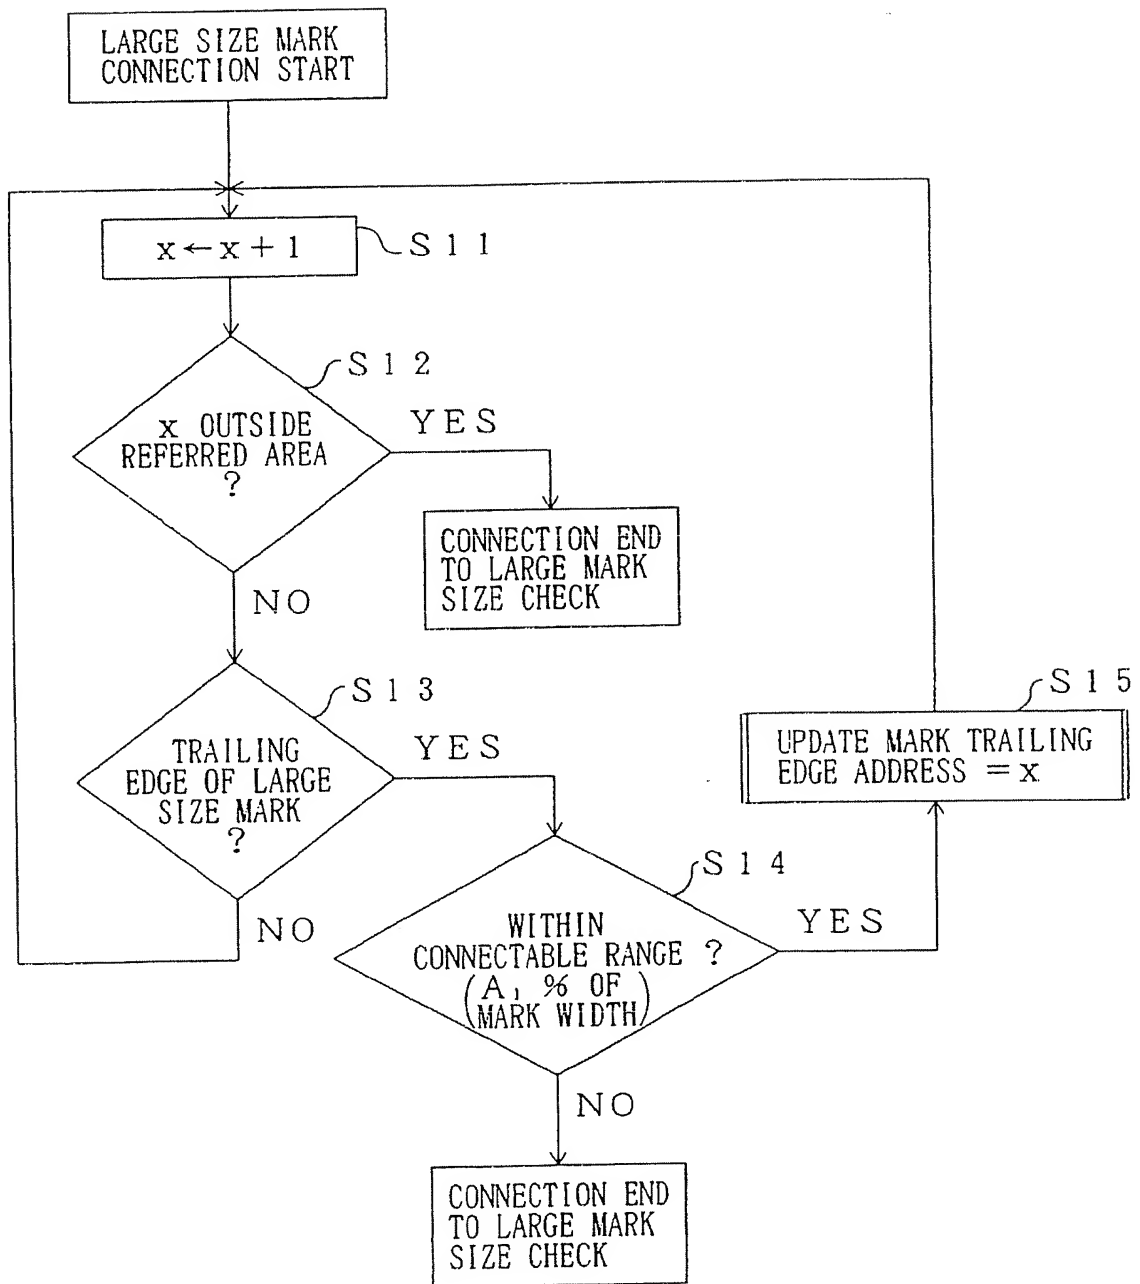 LARGE SIZE MARK
CONNECTION START
x←x+1
S11
S12
x OUTSIDE
REFERRED AREA
?
YES
CONNECTION END
TO LARGE MARK
SIZE CHECK
NO
S13
TRAILING
EDGE OF LARGE
SIZE MARK
?
YES
NO
S15
UPDATE MARK TRAILING
EDGE ADDRESS =x
S14
WITHIN
CONNECTABLE RANGE ?
(A, % OF
MARK WIDTH)
YES
NO
CONNECTION END
TO LARGE MARK
SIZE CHECK